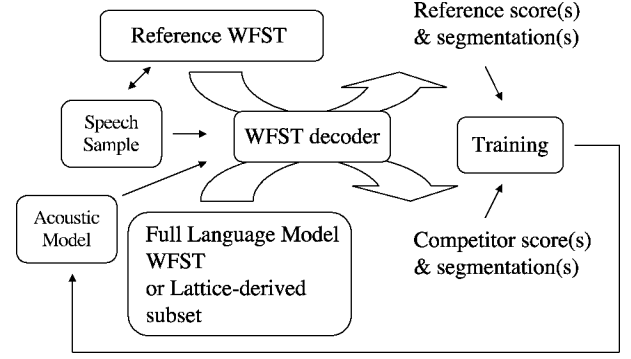 Reference WFST
Reference score(s)
& segmentation(s)
Speech
Sample
WFST decoder
Training
Acoustic
Model
Full Language Model
WFST
or Lattice-derived
subset
Competitor score(s)
& segmentation(s)